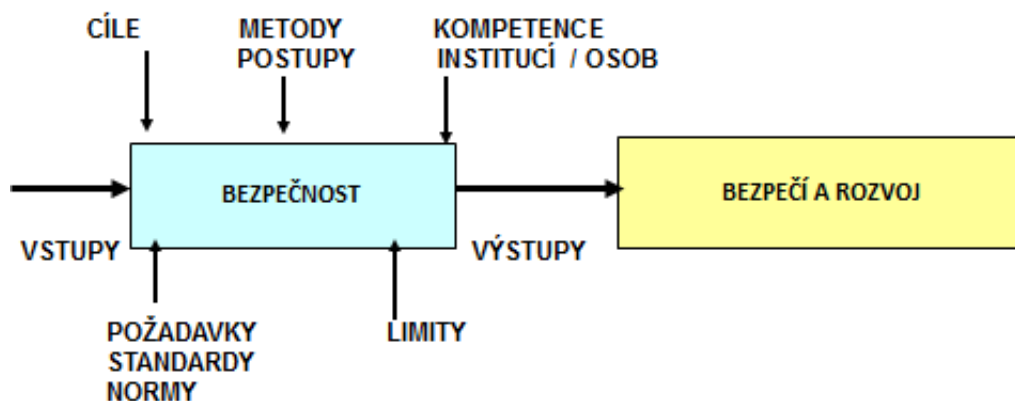 CÍLE
METODY
POSTUPY
KOMPETENCE
INSTITUCÍ / OSOB
BEZPEČNOST
BEZPEČÍ A ROZVOJ
VSTUPY
VÝSTUPY
POŽADAVKY
STANDARDY
NORMY
LIMITY